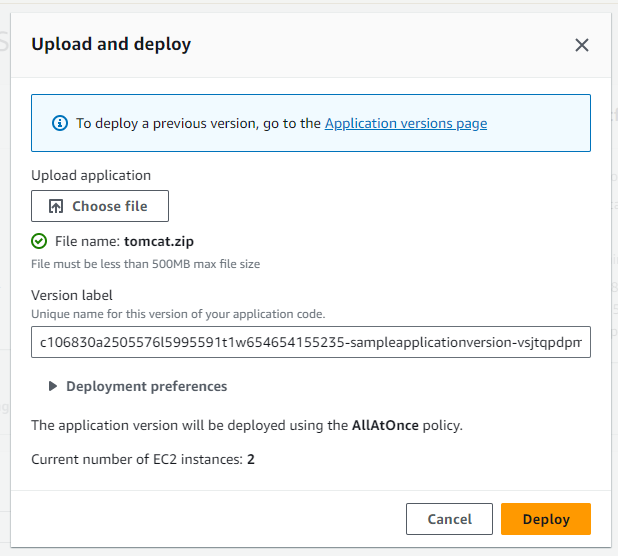 Upload and deploy
To deploy a previous version, go to the Application versions page
Upload application
Choose file
File name: tomcat.zip
File must be less than 500MB max file size
Version label
Unique name for this version of your application code.
c106830a2505576l5995591t1w654654155235-sampleapplicationversion-vsjtqpdpm
Deployment preferences
The application version will be deployed using the AllAtOnce policy.
Current number of EC2 instances: 2
Cancel
Deploy